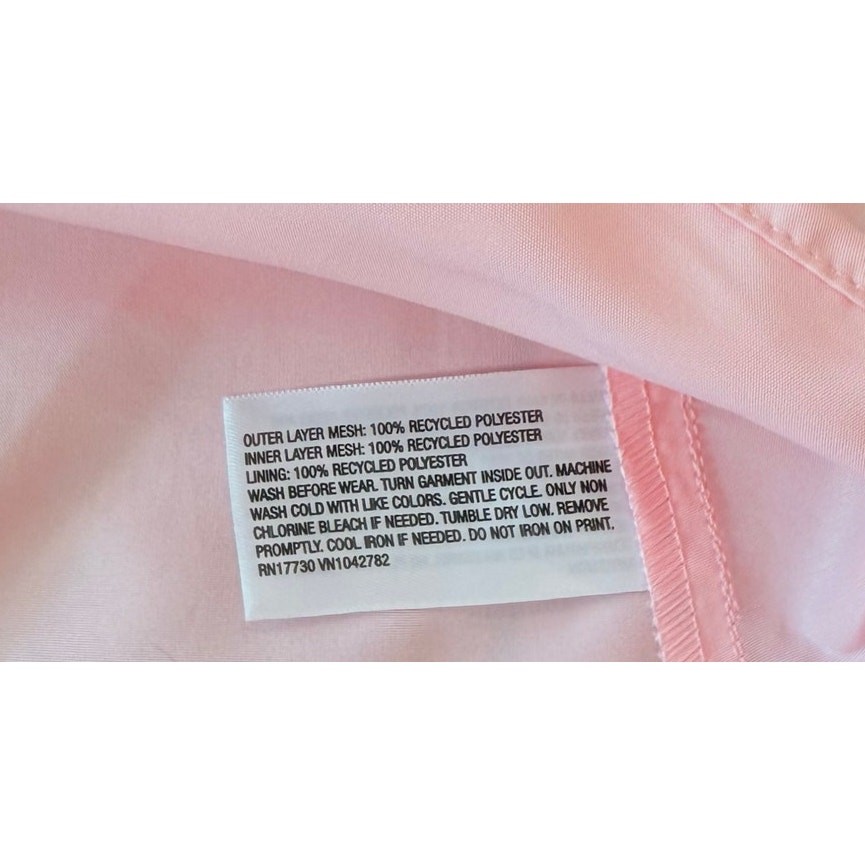 OUTER LAYER MESH: 100% RECYCLED POLYESTER
INNER LAYER MESH: 100% RECYCLED POLYESTER
LINING: 100% RECYCLED POLYESTER
WASH BEFORE WEAR. TURN GARMENT INSIDE OUT. MACHINE
WASH COLD WITH LIKE COLORS. GENTLE CYCLE. ONLY NON
CHLORINE BLEACH IF NEEDED. TUMBLE DRY LOW. REMOVE
PROMPTLY. COOL IRON IF NEEDED. DO NOT IRON ON PRINT.
RN17730 VN1042782